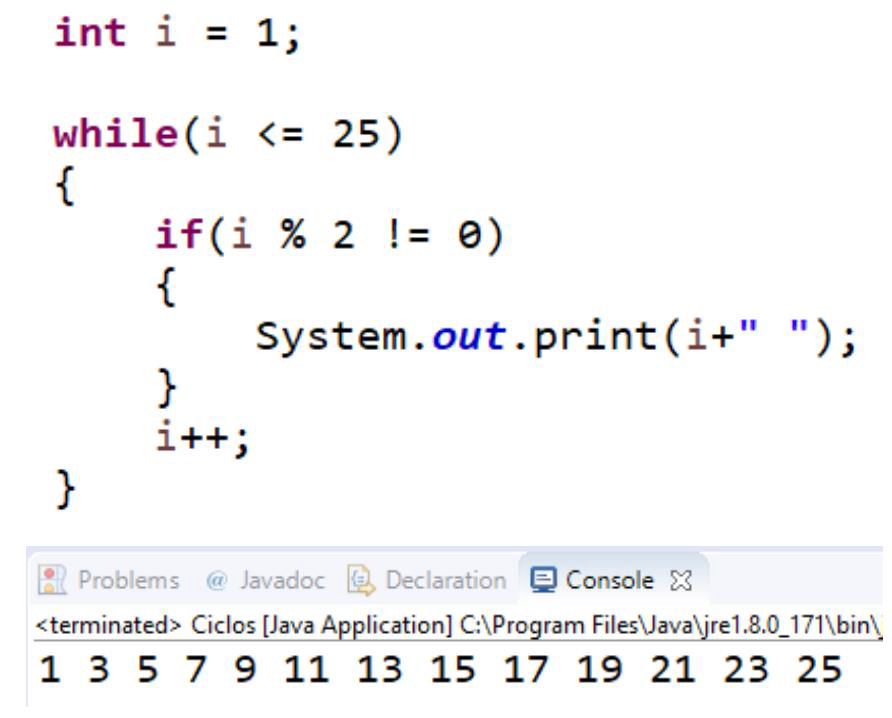 int i = 1;
while(i <= 25)
{
if(i % 2 != 0)
{
System.out.print(i+" ");
}
i++;
}
Problems @ Javadoc Declaration Console
<terminated> Ciclos [Java Application] C:\Program Files\Java\jre1.8.0_171\bin\
1 3 5 7 9 11 13 15 17 19 21 23 25